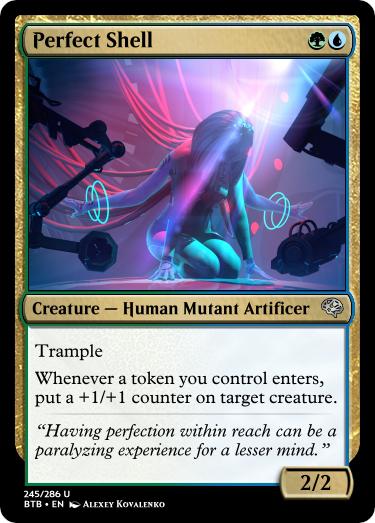 Perfect Shell
Creature — Human Mutant Artificer
Trample
Whenever a token you control enters,
put a +1/+1 counter on target creature.
“Having perfection within reach can be a
paralyzing experience for a lesser mind.”
2/2
245/286 U
BTB • EN Alexey Kovalenko